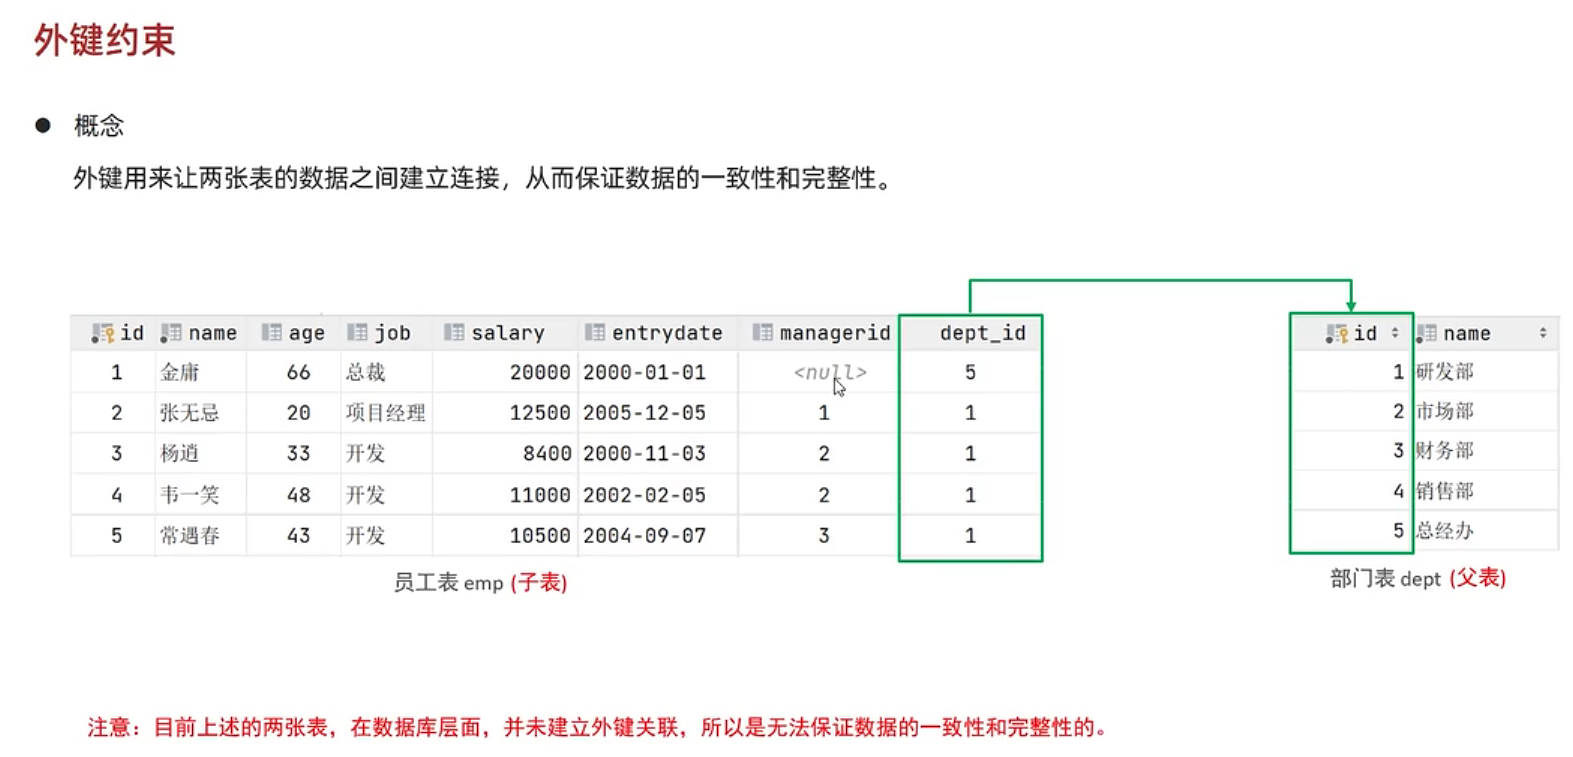 外键约束
● 概念
外键用来让两张表的数据之间建立连接，从而保证数据的一致性和完整性。
id name age job salary entrydate managerid dept_id
1 金庸 66 总裁 20000 2000-01-01 <null> 5
2 张无忌 20 项目经理 12500 2005-12-05 1 1
3 杨逍 33 开发 8400 2000-11-03 2 1
4 韦一笑 48 开发 11000 2002-02-05 2 1
5 常遇春 43 开发 10500 2004-09-07 3 1
员工表 emp (子表)
id name
1 研发部
2 市场部
3 财务部
4 销售部
5 总经办
部门表 dept (父表)
注意：目前上述的两张表，在数据库层面，并未建立外键关联，所以是无法保证数据的一致性和完整性的。